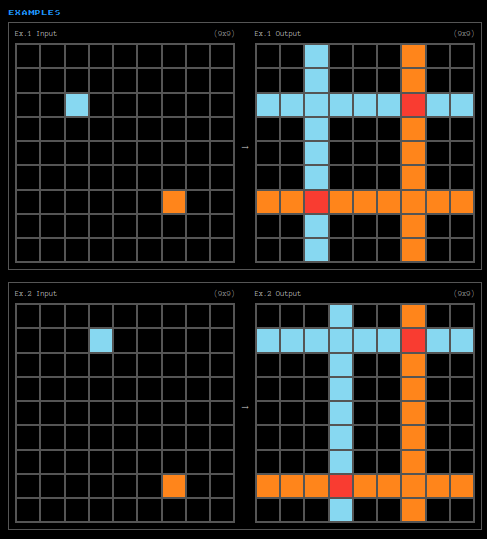 EXAMPLES
Ex.1 Input (9x9)
Ex.1 Output (9x9)
→
Ex.2 Input (9x9)
Ex.2 Output (9x9)
→